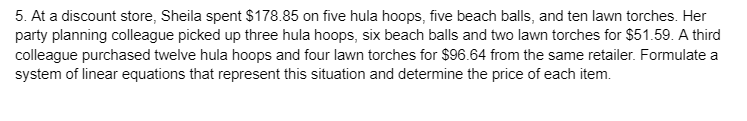 5. At a discount store, Sheila spent $178.85 on five hula hoops, five beach balls, and ten lawn torches. Her
party planning colleague picked up three hula hoops, six beach balls and two lawn torches for $51.59. A third
colleague purchased twelve hula hoops and four lawn torches for $96.64 from the same retailer. Formulate a
system of linear equations that represent this situation and determine the price of each item.